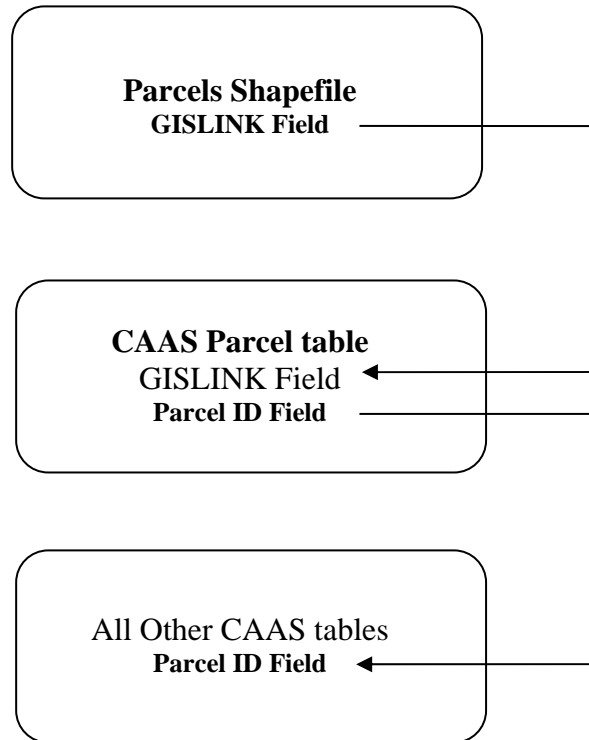 Parcels Shapefile
GISLINK Field
CAAS Parcel table
GISLINK Field
Parcel ID Field
All Other CAAS tables
Parcel ID Field